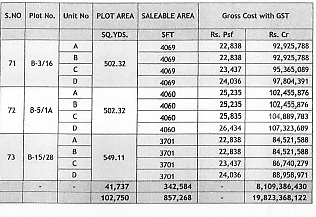 S.NO Plot No. Unit No PLOT AREA SALEABLE AREA Gross Cost with GST
SQ.YDS. SFT Rs. Psf Rs. Cr
A 4069 22,838 92,925,788
B 4069 22,838 92,925,788
71 B-3/16 502.32
C 4069 23,437 95,365,089
D 4069 24,036 97,804,391
A 4060 25,235 102,455,876
B 4060 25,235 102,455,876
72 B-5/1A 502.32
C 4060 25,835 104,889,783
D 4060 26,434 107,323,689
A 3701 22,838 84,521,588
B 3701 22,838 84,521,588
73 B-15/2B 549.11
C 3701 23,437 86,740,279
D 3701 24,036 88,958,971
- - 41,737 342,584 - 8,109,386,430
102,750 857,268 - 19,823,368,122